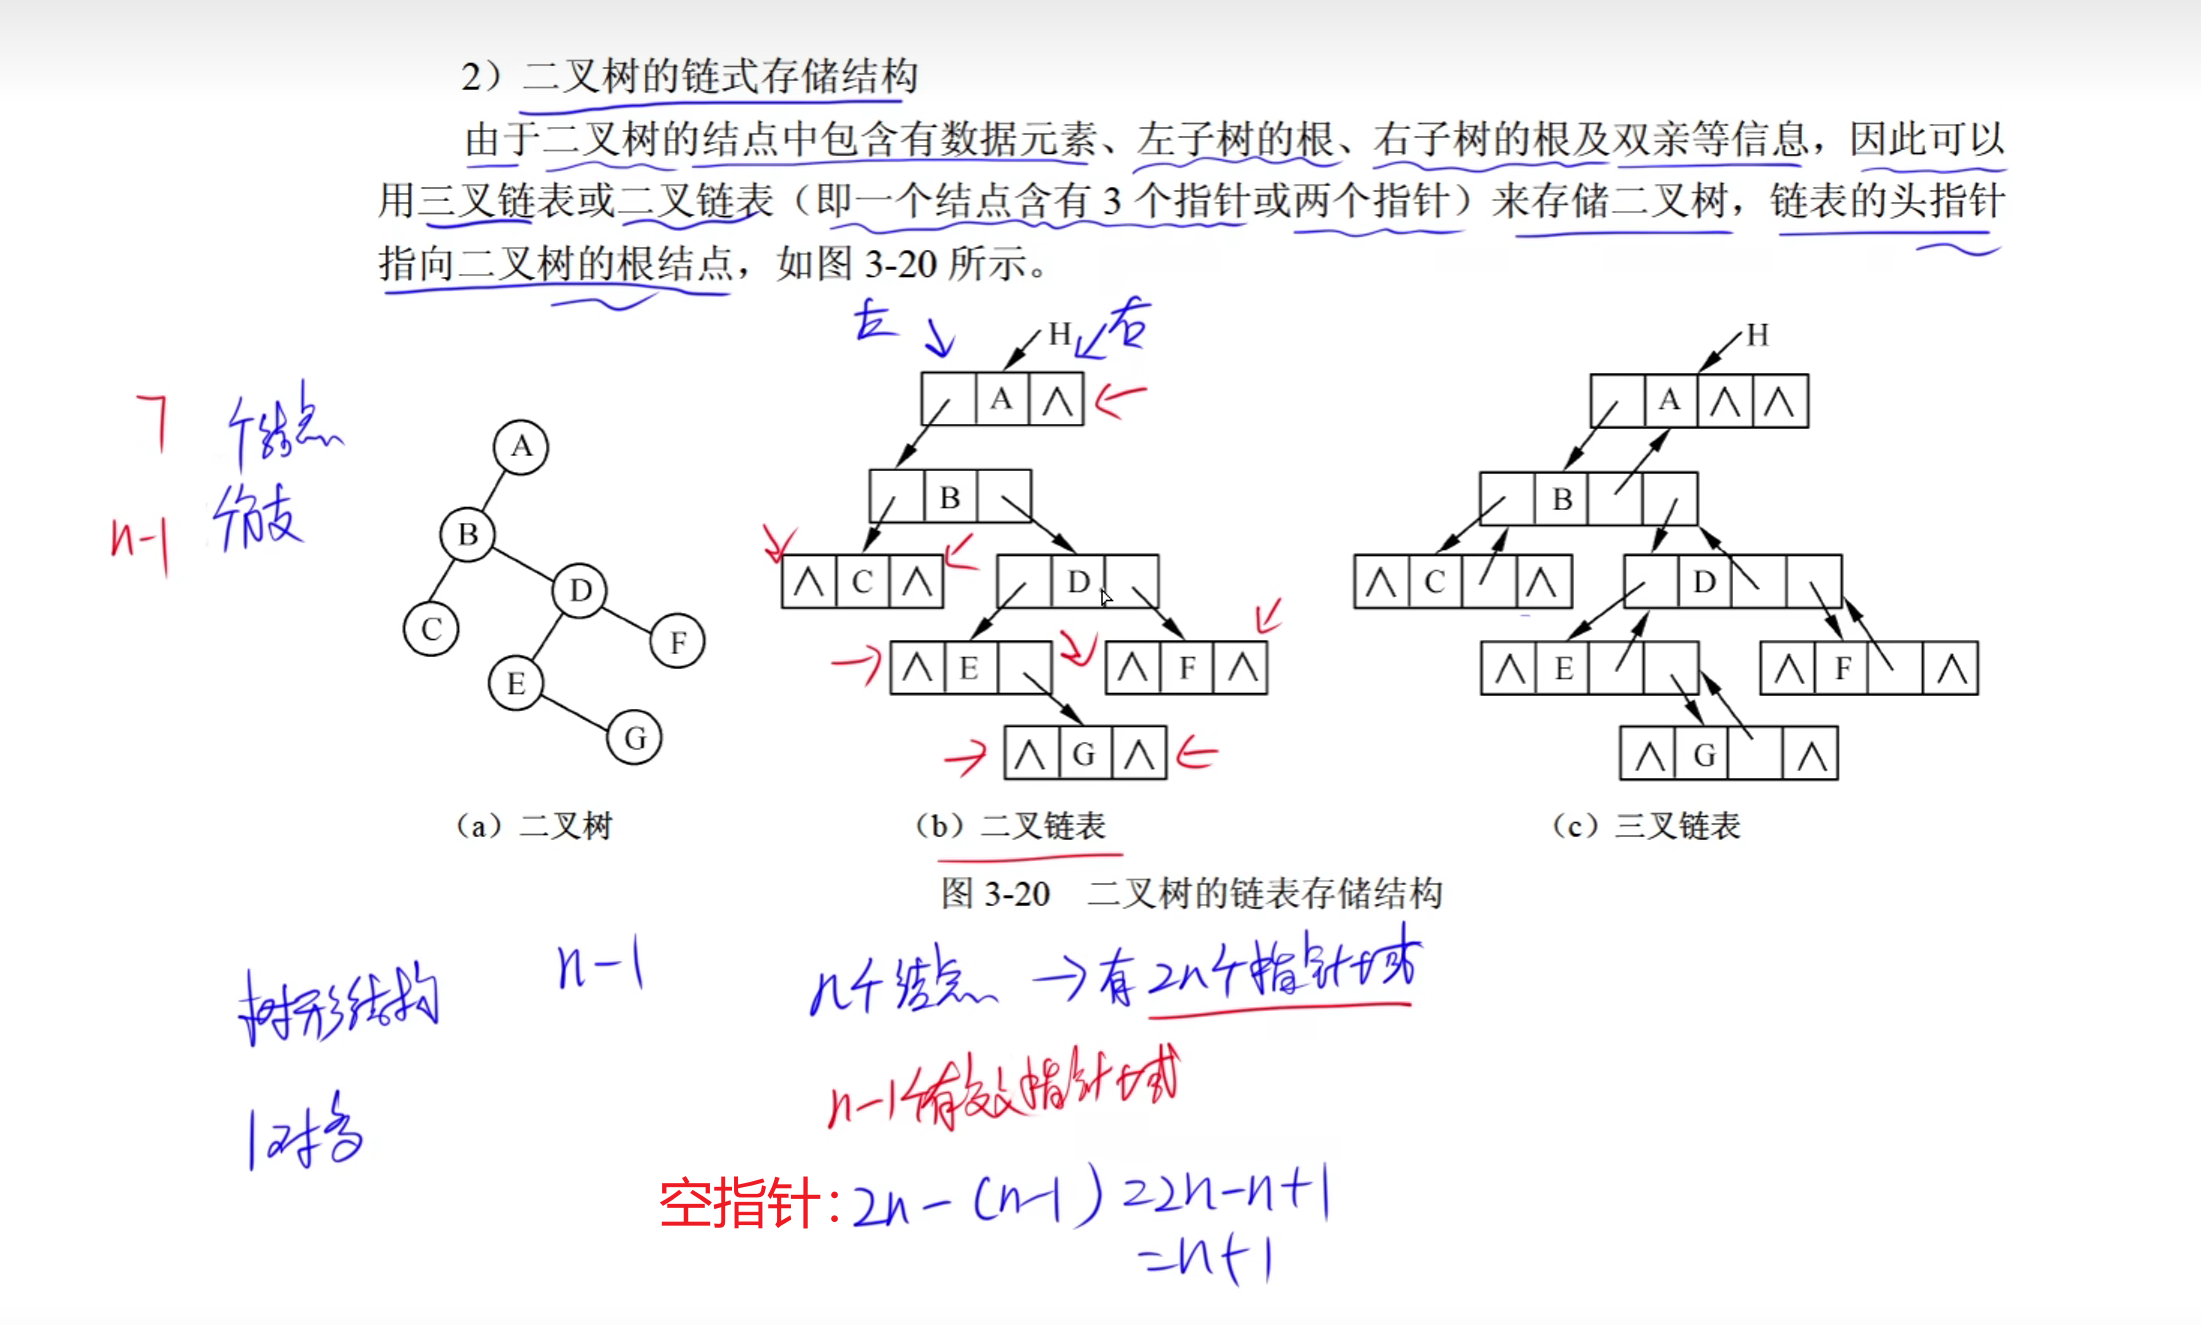 2）二叉树的链式存储结构
由于二叉树的结点中包含有数据元素、左子树的根、右子树的根及双亲等信息，因此可以
用三叉链表或二叉链表（即一个结点含有 3 个指针或两个指针）来存储二叉树，链表的头指针
指向二叉树的根结点，如图 3-20 所示。
左 H 右
H
A ∧
A ∧ ∧
7 个结点
A
B
B
n-1 个分支
B
∧ C ∧
D
∧ C ∧
D
D
C
F
∧ E
∧ F ∧
∧ E
∧ F ∧
E
G
∧ G ∧
∧ G ∧
（a）二叉树
（b）二叉链表
（c）三叉链表
图 3-20 二叉树的链表存储结构
树形结构 n-1
n个结点 →有2n个指针域
n-1个有效指针域
1对多
空指针：2n-(n-1)=2n-n+1
=n+1